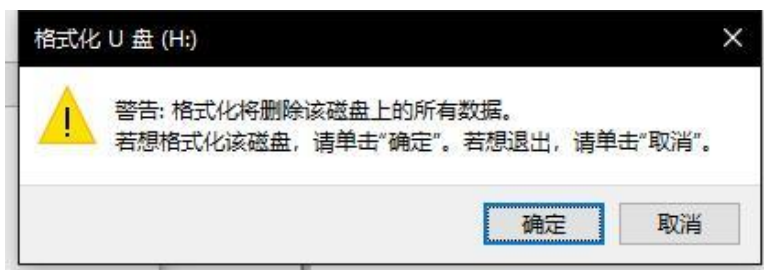 格式化 U 盘 (H:)
警告: 格式化将删除该磁盘上的所有数据。
若想格式化该磁盘，请单击“确定”。若想退出，请单击“取消”。
确定
取消